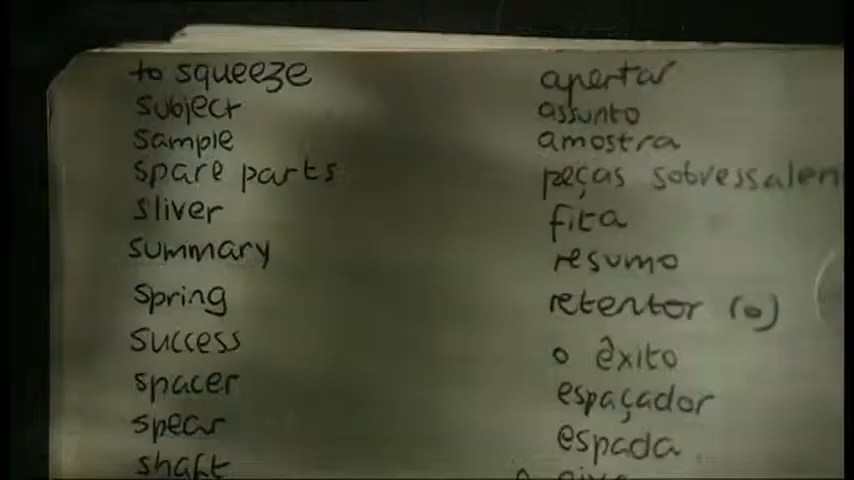 to squeeze apertar
subject assunto
sample amostra
spare parts peças sobressalen
sliver fita
summary resumo
spring retentor (o)
success o êxito
spacer espaçador
spear espada
shaft o